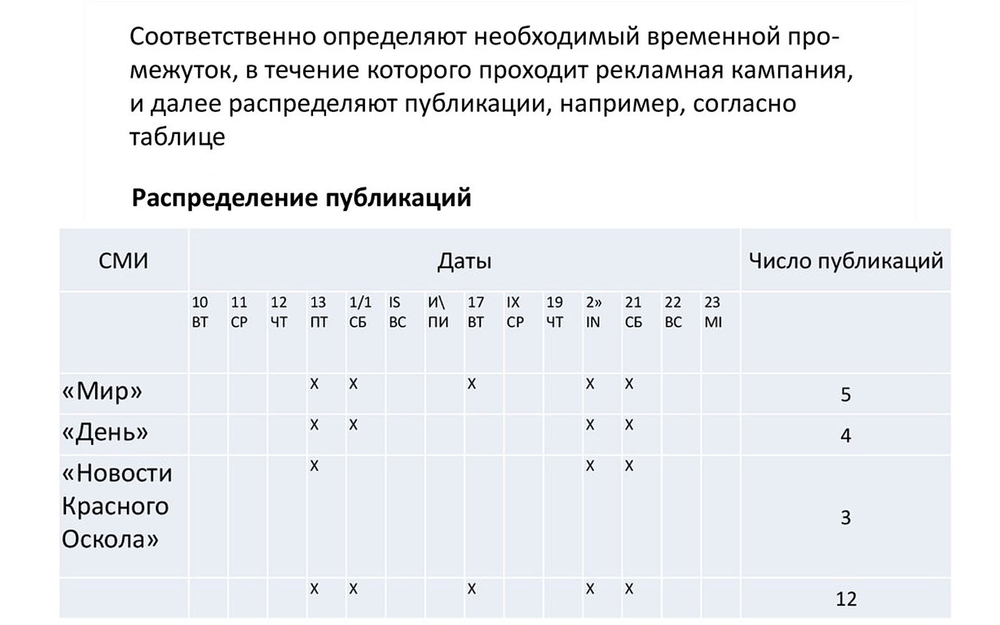 Соответственно определяют необходимый временной про-
межуток, в течение которого проходит рекламная кампания,
и далее распределяют публикации, например, согласно
таблице
Распределение публикаций
СМИ Даты Число публикаций
10 11 12 13 1/1 IS И\ 17 IX 19 2» 21 22 23
ВТ СР ЧТ ПТ СБ ВС ПИ ВТ СР ЧТ IN СБ ВС MI
«Мир» X X X X X 5
«День» X X X X 4
«Новости X X X
Красного
Оскола» 3
X X X X X 12